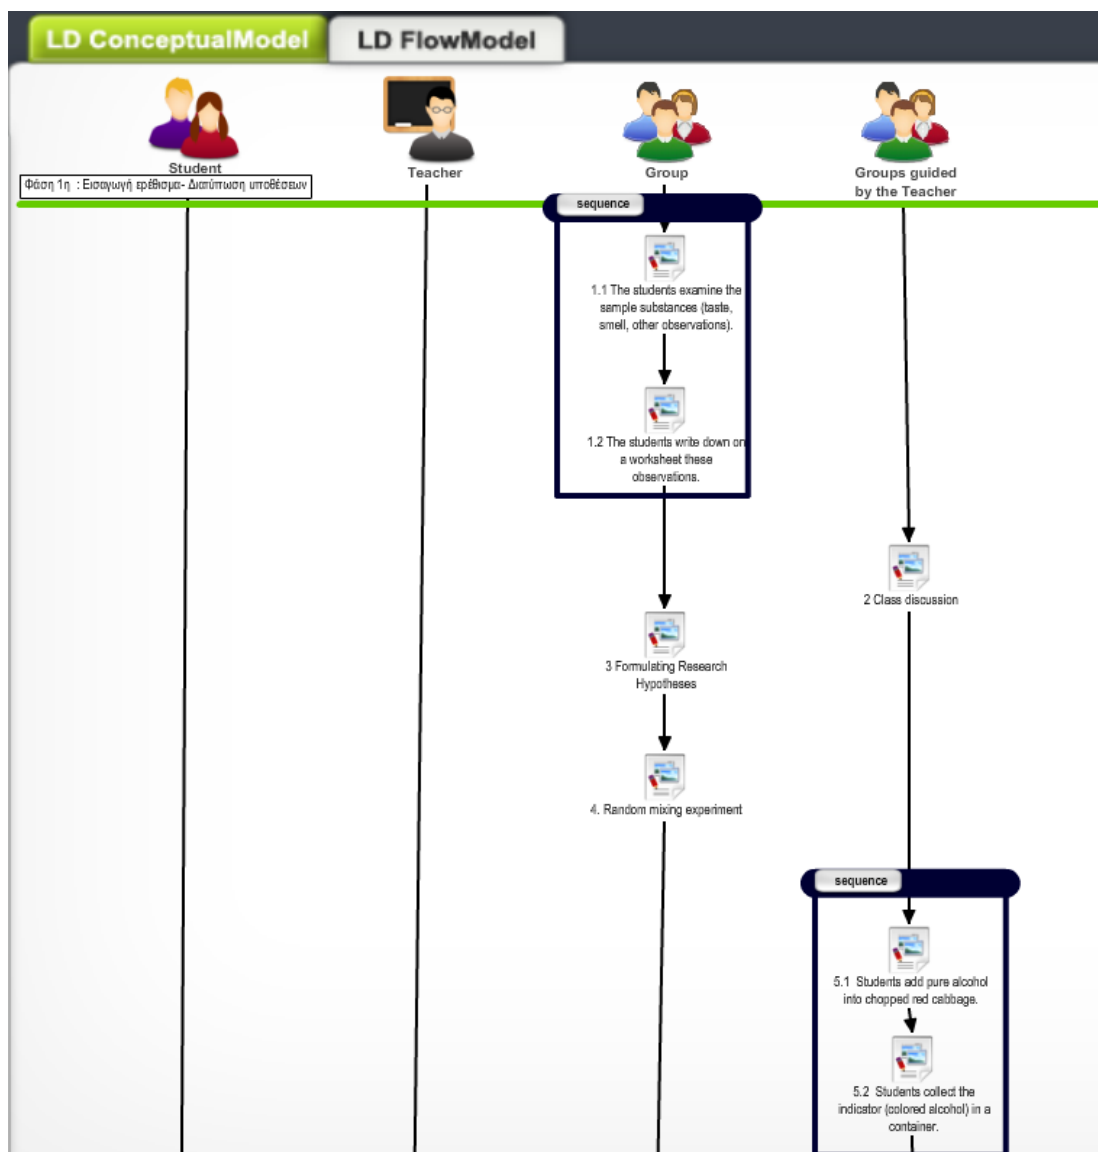 LD ConceptualModel
LD FlowModel
Student
Teacher
Group
Groups guided
by the Teacher
Φάση 1η : Εισαγωγή ερέθισμα- Διατύπωση υποθέσεων
sequence
1.1 The students examine the
sample substances (taste,
smell, other observations).
1.2 The students write down on
a worksheet these
observations.
2 Class discussion
3 Formulating Research
Hypotheses
4. Random mixing experiment
sequence
5.1 Students add pure alcohol
into chopped red cabbage.
5.2 Students collect the
indicator (colored alcohol) in a
container.